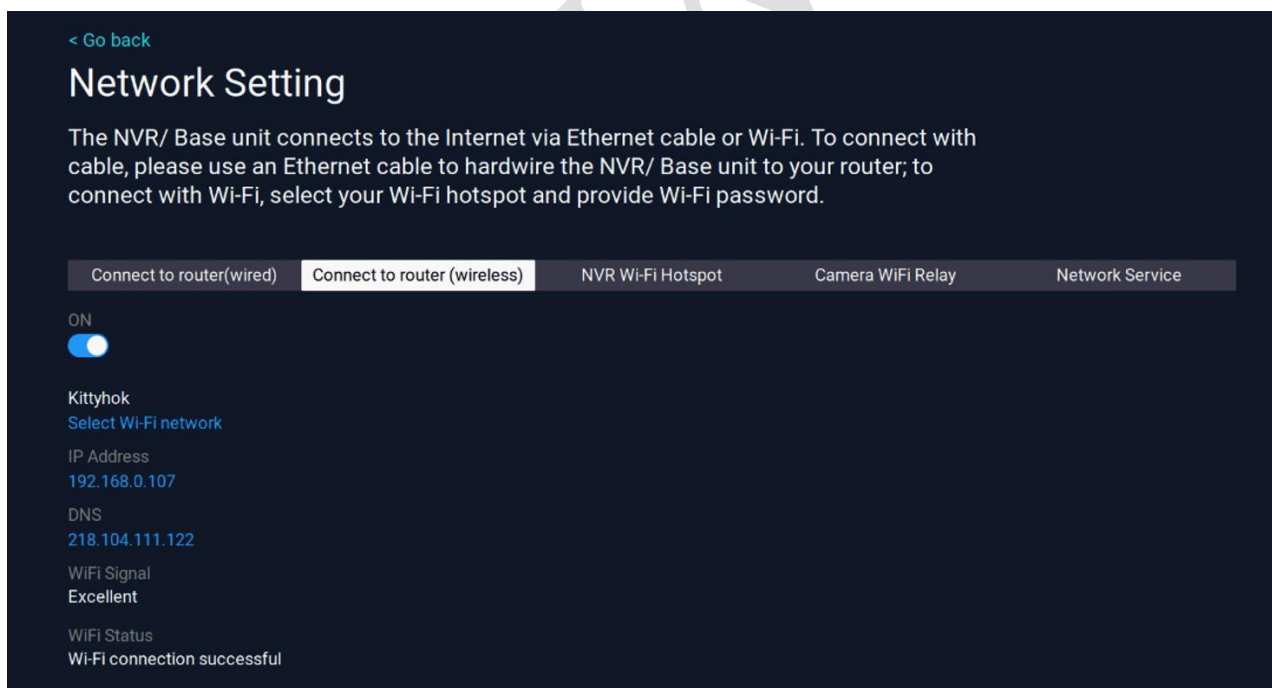 < Go back
Network Setting
The NVR/ Base unit connects to the Internet via Ethernet cable or Wi-Fi. To connect with
cable, please use an Ethernet cable to hardwire the NVR/ Base unit to your router; to
connect with Wi-Fi, select your Wi-Fi hotspot and provide Wi-Fi password.
Connect to router(wired) Connect to router (wireless) NVR Wi-Fi Hotspot Camera WiFi Relay Network Service
ON
Kittyhok
Select Wi-Fi network
IP Address
192.168.0.107
DNS
218.104.111.122
WiFi Signal
Excellent
WiFi Status
Wi-Fi connection successful